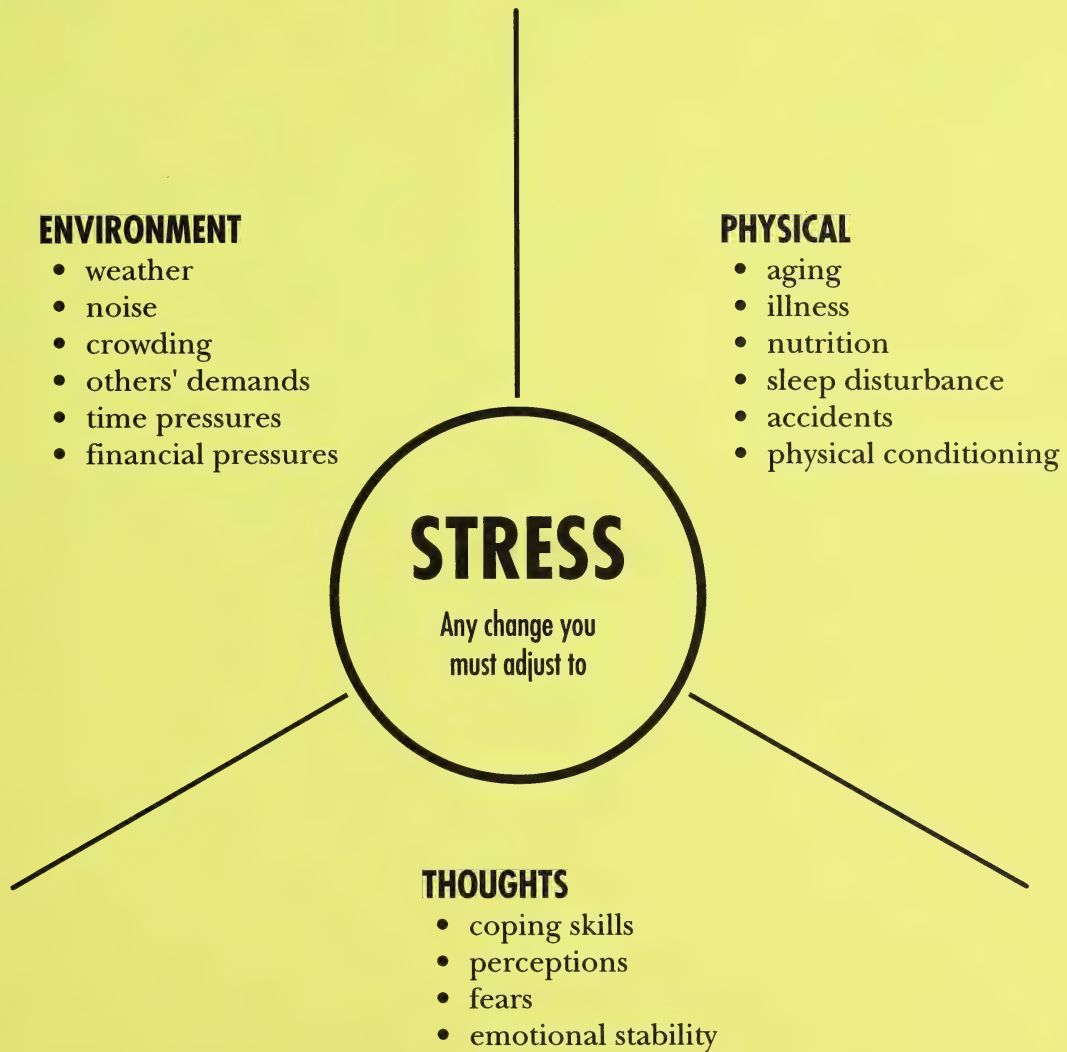 ENVIRONMENT
• weather
• noise
• crowding
• others' demands
• time pressures
• financial pressures
PHYSICAL
• aging
• illness
• nutrition
• sleep disturbance
• accidents
• physical conditioning
STRESS
Any change you
must adjust to
THOUGHTS
• coping skills
• perceptions
• fears
• emotional stability